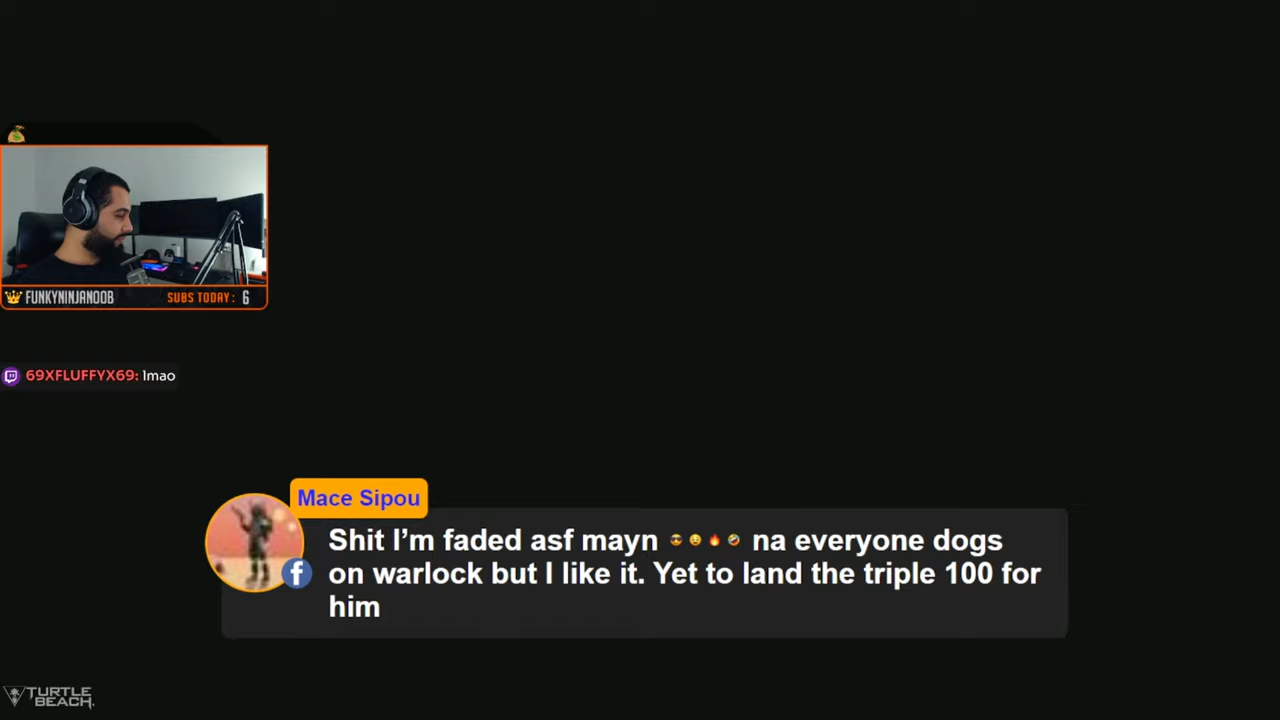 FUNKYNINJANOOB SUBS TODAY: 6
69XFLUFFYX69: lmao
Mace Sipou
Shit I’m faded asf mayn 😎😉🔥🤣 na everyone dogs
on warlock but I like it. Yet to land the triple 100 for
him
TURTLE
BEACH